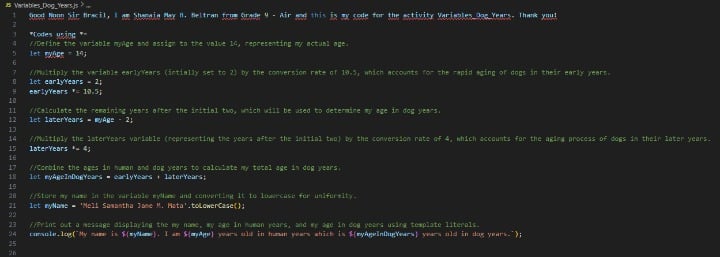 JS Variables_Dog_Years.js > ...
1 Good Noon Sir Bracil, I am Shanaia May B. Beltran from Grade 9 - Air and this is my code for the activity Variables_Dog_Years. Thank you!
2
3 *Codes using *=
4 //Define the variable myAge and assign to the value 14, representing my actual age.
5 let myAge = 14;
6
7 //Multiply the variable earlyYears (intially set to 2) by the conversion rate of 10.5, which accounts for the rapid aging of dogs in their early years.
8 let earlyYears = 2;
9 earlyYears *= 10.5;
10
11 //Calculate the remaining years after the initial two, which will be used to determine my age in dog years.
12 let laterYears = myAge - 2;
13
14 //Multiply the laterYears variable (representing the years after the initial two) by the conversion rate of 4, which accounts for the aging process of dogs in their later years.
15 laterYears *= 4;
16
17 //Combine the ages in human and dog years to calculate my total age in dog years.
18 let myAgeInDogYears = earlyYears + laterYears;
19
20 //Store my name in the variable myName and converting it to lowercase for uniformity.
21 let myName = 'Meli Samantha Jane M. Mata'.toLowerCase();
22
23 //Print out a message displaying the my name, my age in human years, and my age in dog years using template literals.
24 console.log(`My name is ${myName}. I am ${myAge} years old in human years which is ${myAgeInDogYears} years old in dog years.`);
25
26